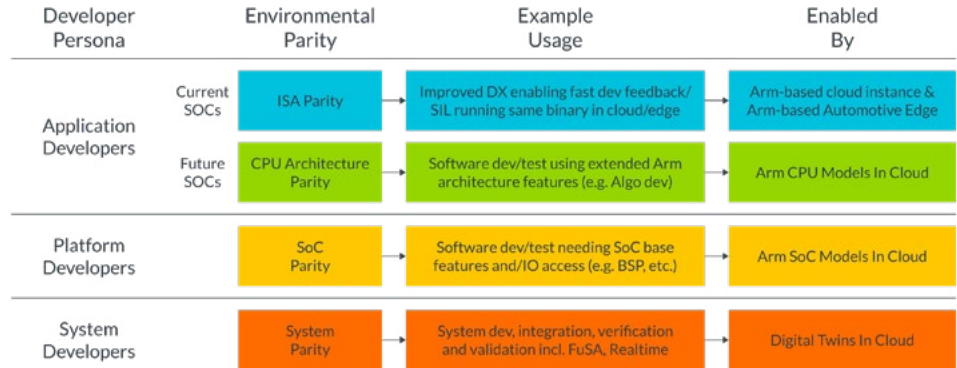 Developer
Persona
Environmental
Parity
Example
Usage
Enabled
By
Application
Developers
Current
SOCs
ISA Parity
Improved DX enabling fast dev feedback/
SIL running same binary in cloud/edge
Arm-based cloud instance &
Arm-based Automotive Edge
Future
SOCs
CPU Architecture
Parity
Software dev/test using extended Arm
architecture features (e.g. Algo dev)
Arm CPU Models In Cloud
Platform
Developers
SoC
Parity
Software dev/test needing SoC base
features and/IO access (e.g. BSP, etc.)
Arm SoC Models In Cloud
System
Developers
System
Parity
System dev, integration, verification
and validation incl. FuSA, Realtime
Digital Twins In Cloud